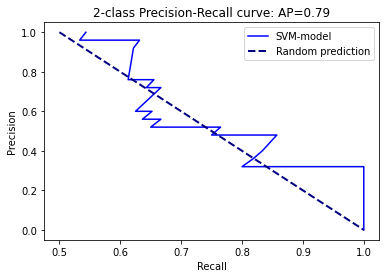 2-class Precision-Recall curve: AP=0.79
SVM-model
Random prediction
Precision
1.0
0.8
0.6
0.4
0.2
0.0
0.5 0.6 0.7 0.8 0.9 1.0
Recall